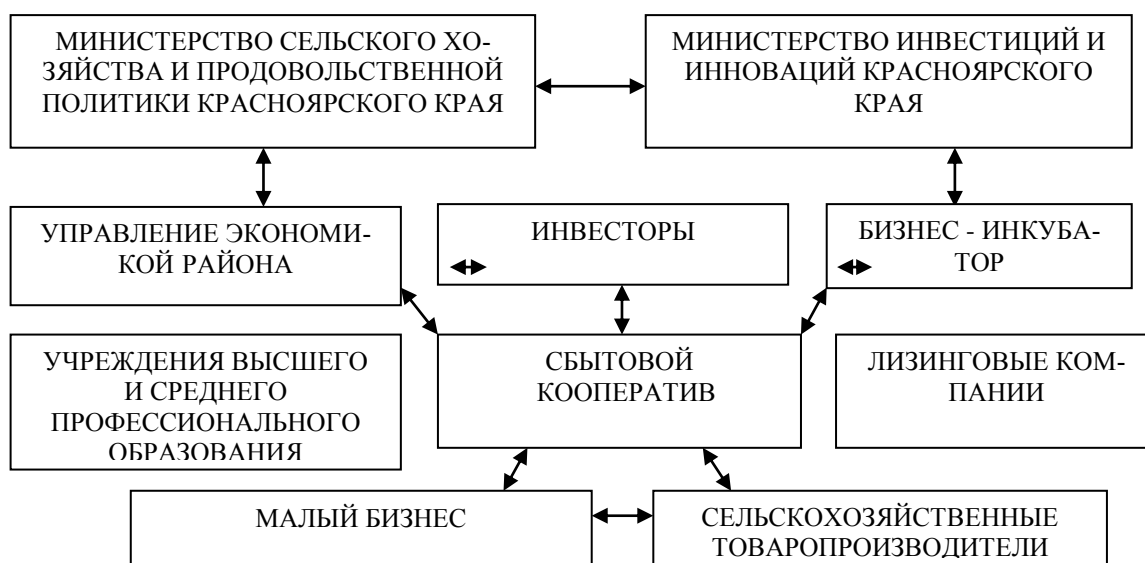 МИНИСТЕРСТВО СЕЛЬСКОГО ХО-
ЗЯЙСТВА И ПРОДОВОЛЬСТВЕННОЙ
ПОЛИТИКИ КРАСНОЯРСКОГО КРАЯ
МИНИСТЕРСТВО ИНВЕСТИЦИЙ И
ИННОВАЦИЙ КРАСНОЯРСКОГО
КРАЯ
УПРАВЛЕНИЕ ЭКОНОМИ-
КОЙ РАЙОНА
ИНВЕСТОРЫ
БИЗНЕС - ИНКУБА-
ТОР
УЧРЕЖДЕНИЯ ВЫСШЕГО
И СРЕДНЕГО
ПРОФЕССИОНАЛЬНОГО
ОБРАЗОВАНИЯ
СБЫТОВОЙ
КООПЕРАТИВ
ЛИЗИНГОВЫЕ КОМ-
ПАНИИ
МАЛЫЙ БИЗНЕС
СЕЛЬСКОХОЗЯЙСТВЕННЫЕ
ТОВАРОПРОИЗВОДИТЕЛИ